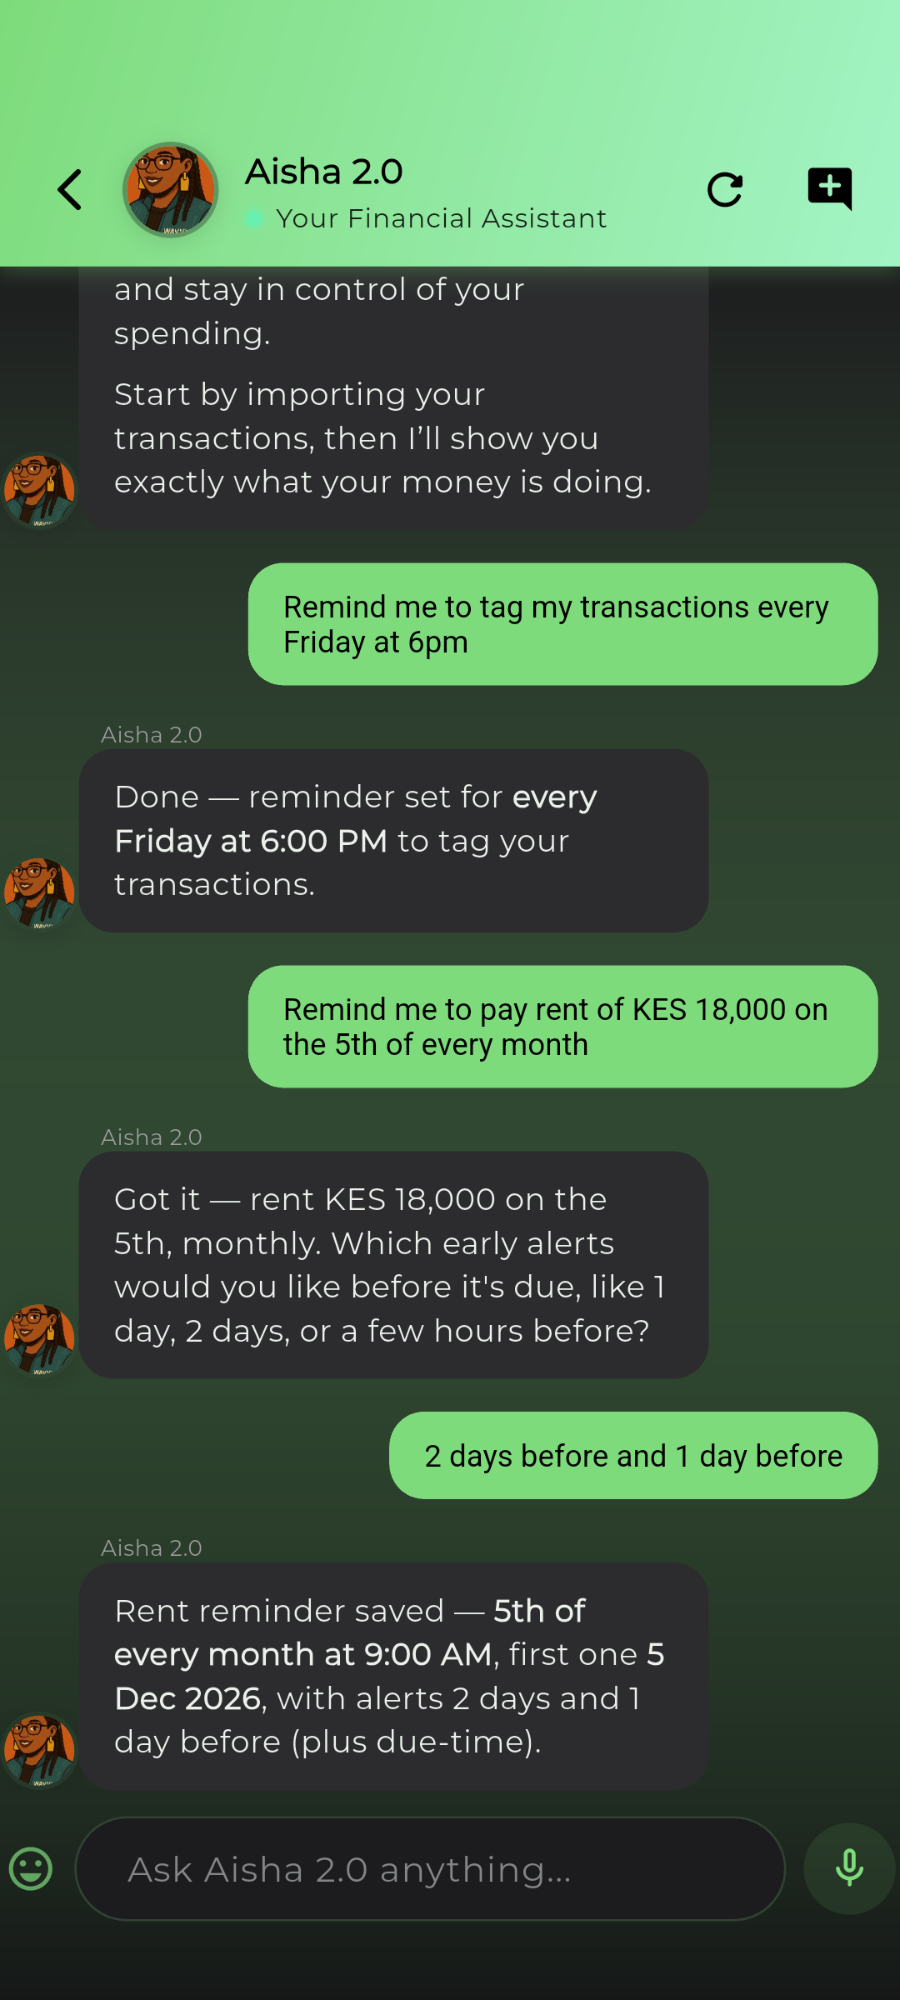 Aisha 2.0
Your Financial Assistant
and stay in control of your
spending.
Start by importing your
transactions, then I’ll show you
exactly what your money is doing.
Remind me to tag my transactions every
Friday at 6pm
Aisha 2.0
Done — reminder set for every
Friday at 6:00 PM to tag your
transactions.
Remind me to pay rent of KES 18,000 on
the 5th of every month
Aisha 2.0
Got it — rent KES 18,000 on the
5th, monthly. Which early alerts
would you like before it's due, like 1
day, 2 days, or a few hours before?
2 days before and 1 day before
Aisha 2.0
Rent reminder saved — 5th of
every month at 9:00 AM, first one 5
Dec 2026, with alerts 2 days and 1
day before (plus due-time).
Ask Aisha 2.0 anything...